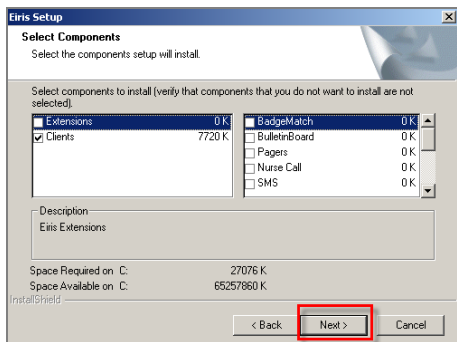 Eiris Setup
Select Components
Select the components setup will install.
Select components to install (verify that components that you do not want to install are not
selected).
Extensions 0 K
Clients 7720 K
BadgeMatch 0 K
BulletinBoard 0 K
Pagers 0 K
Nurse Call 0 K
SMS 0 K
Description
Eiris Extensions
Space Required on C: 27076 K
Space Available on C: 65257860 K
InstallShield
< Back Next > Cancel